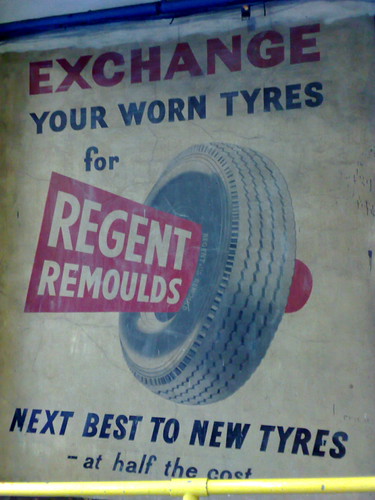 EXCHANGE
YOUR WORN TYRES
for
REGENT
REMOULDS
NEXT BEST TO NEW TYRES
- at half the cost